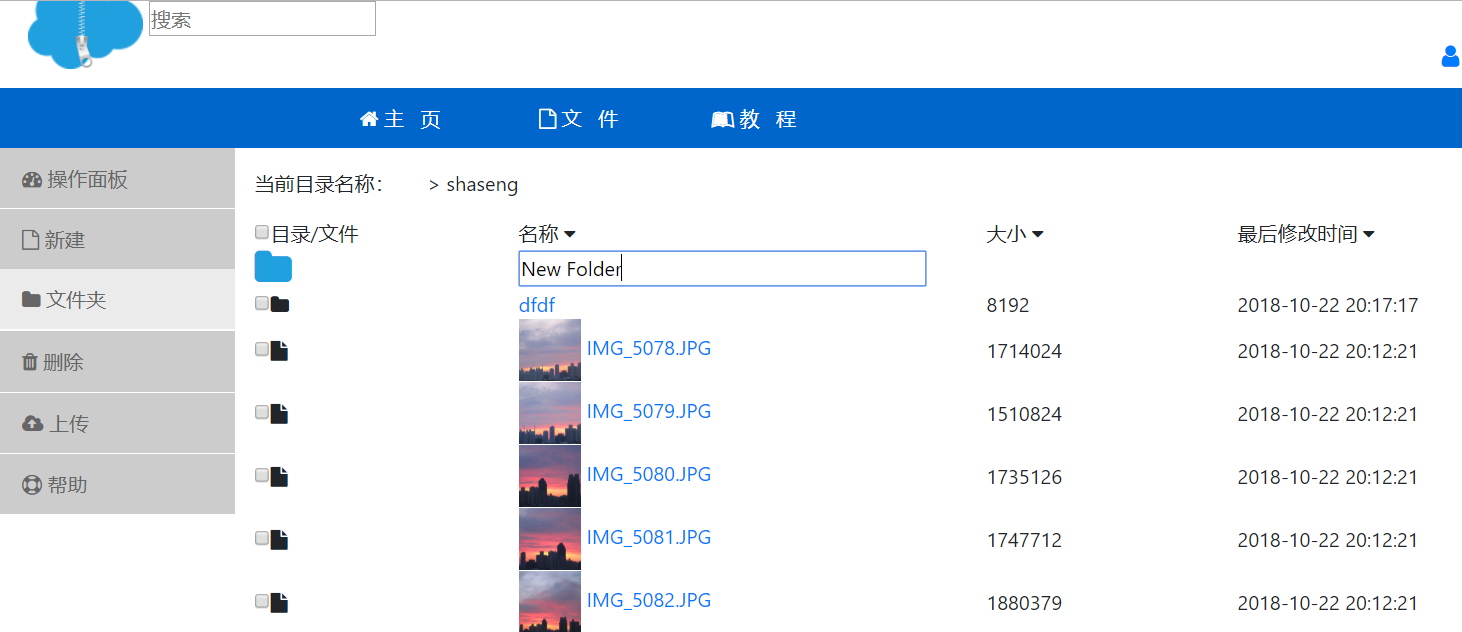 搜索
主 页 文 件 教 程
操作面板
新建
文件夹
删除
上传
帮助
当前目录名称： > shaseng
目录/文件 名称 大小 最后修改时间
New Folder
dfdf 8192 2018-10-22 20:17:17
IMG_5078.JPG 1714024 2018-10-22 20:12:21
IMG_5079.JPG 1510824 2018-10-22 20:12:21
IMG_5080.JPG 1735126 2018-10-22 20:12:21
IMG_5081.JPG 1747712 2018-10-22 20:12:21
IMG_5082.JPG 1880379 2018-10-22 20:12:21